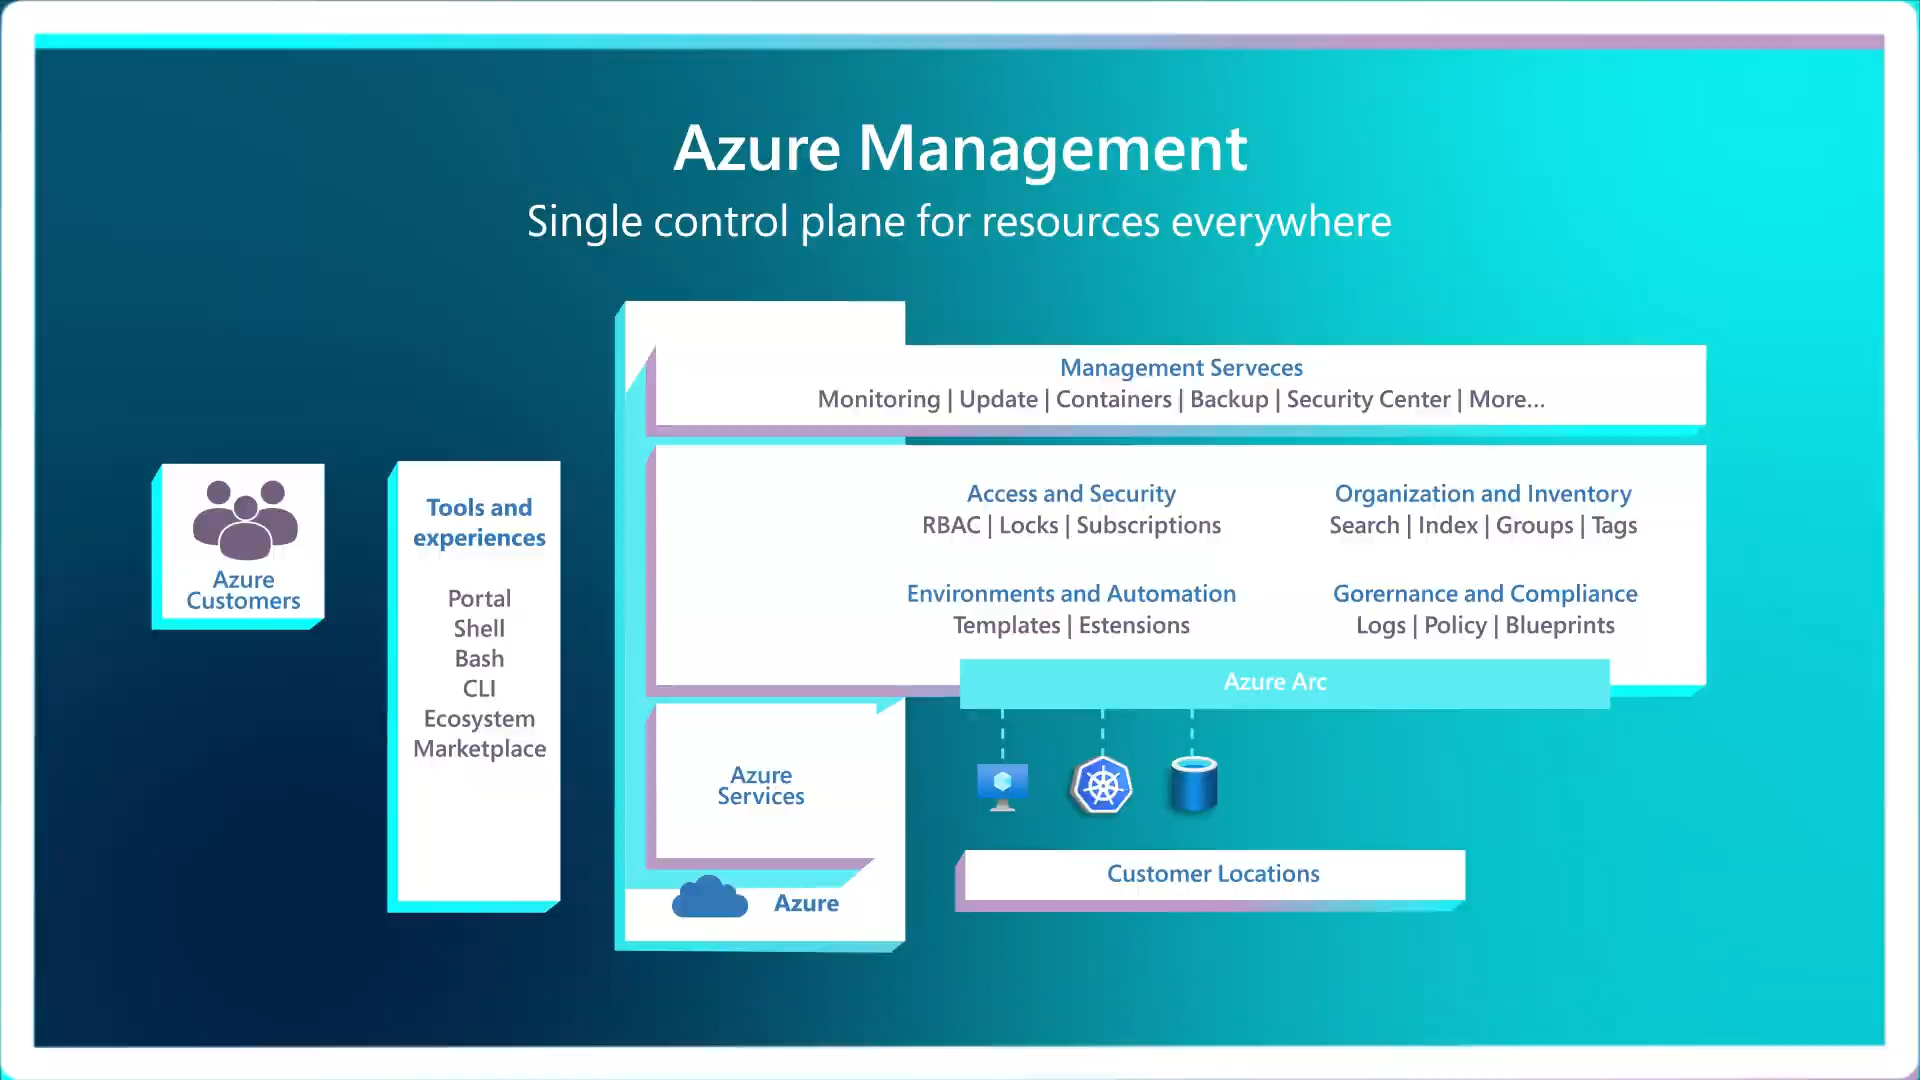 Azure Management
Single control plane for resources everywhere
Azure
Customers
Tools and
experiences
Portal
Shell
Bash
CLI
Ecosystem
Marketplace
Management Serveces
Monitoring | Update | Containers | Backup | Security Center | More...
Access and Security
RBAC | Locks | Subscriptions
Organization and Inventory
Search | Index | Groups | Tags
Environments and Automation
Templates | Estensions
Gorernance and Compliance
Logs | Policy | Blueprints
Azure Arc
Azure
Services
Azure
Customer Locations